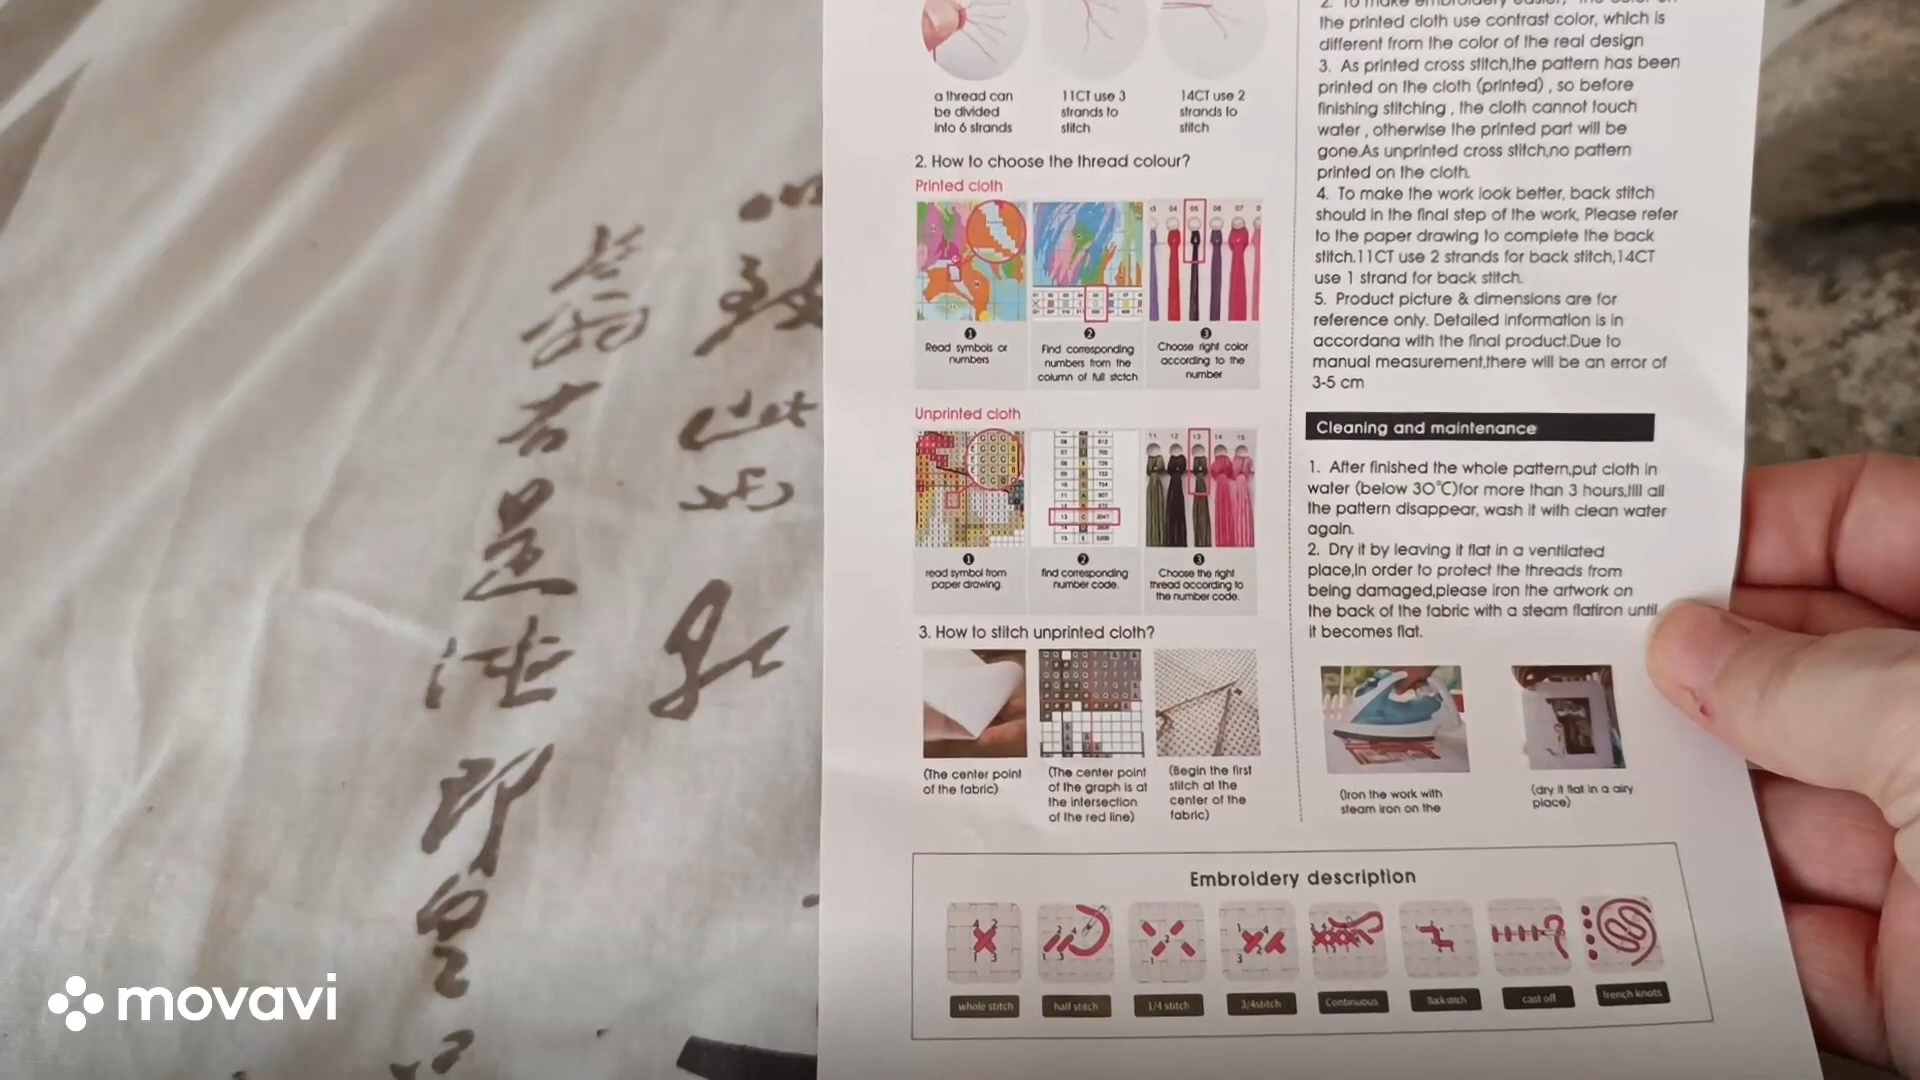 a thread can
be divided
into 6 strands
11CT use 3
strands to
stitch
14CT use 2
strands to
stitch
2. How to choose the thread colour?
Printed cloth
04 05 06 07
1
Read symbols or
numbers
2
Find corresponding
numbers from the
column of full stctch
3
Choose right color
according to the
number
Unprinted cloth
11 12 13 14 15
1
read symbol from
paper drawing.
2
find corresponding
number code.
3
Choose the right
thread according to
the number code.
3. How to stitch unprinted cloth?
(The center point
of the fabric)
(The center point
of the graph is at
the intersection
of the red line)
(Begin the first
stitch at the
center of the
fabric)
the printed cloth use contrast color, which is
different from the color of the real design
3. As printed cross stitch,the pattern has been
printed on the cloth (printed) , so before
finishing stitching , the cloth cannot touch
water , otherwise the printed part will be
gone.As unprinted cross stitch,no pattern
printed on the cloth.
4. To make the work look better, back stitch
should in the final step of the work, Please refer
to the paper drawing to complete the back
stitch.11CT use 2 strands for back stitch,14CT
use 1 strand for back stitch.
5. Product picture & dimensions are for
reference only. Detailed information is in
accordana with the final product.Due to
manual measurement,there will be an error of
3-5 cm
Cleaning and maintenance
1. After finished the whole pattern,put cloth in
water (below 30℃)for more than 3 hours,till all
the pattern disappear, wash it with clean water
again.
2. Dry it by leaving it flat in a ventilated
place,In order to protect the threads from
being damaged,please iron the artwork on
the back of the fabric with a steam flatiron until
it becomes flat.
(Iron the work with
steam iron on the
(dry it flat in a airy
place)
Embroidery description
whole stitch
half stitch
1/4 stitch
3/4stitch
Continuous
Back stitch
cast off
french knots
movavi